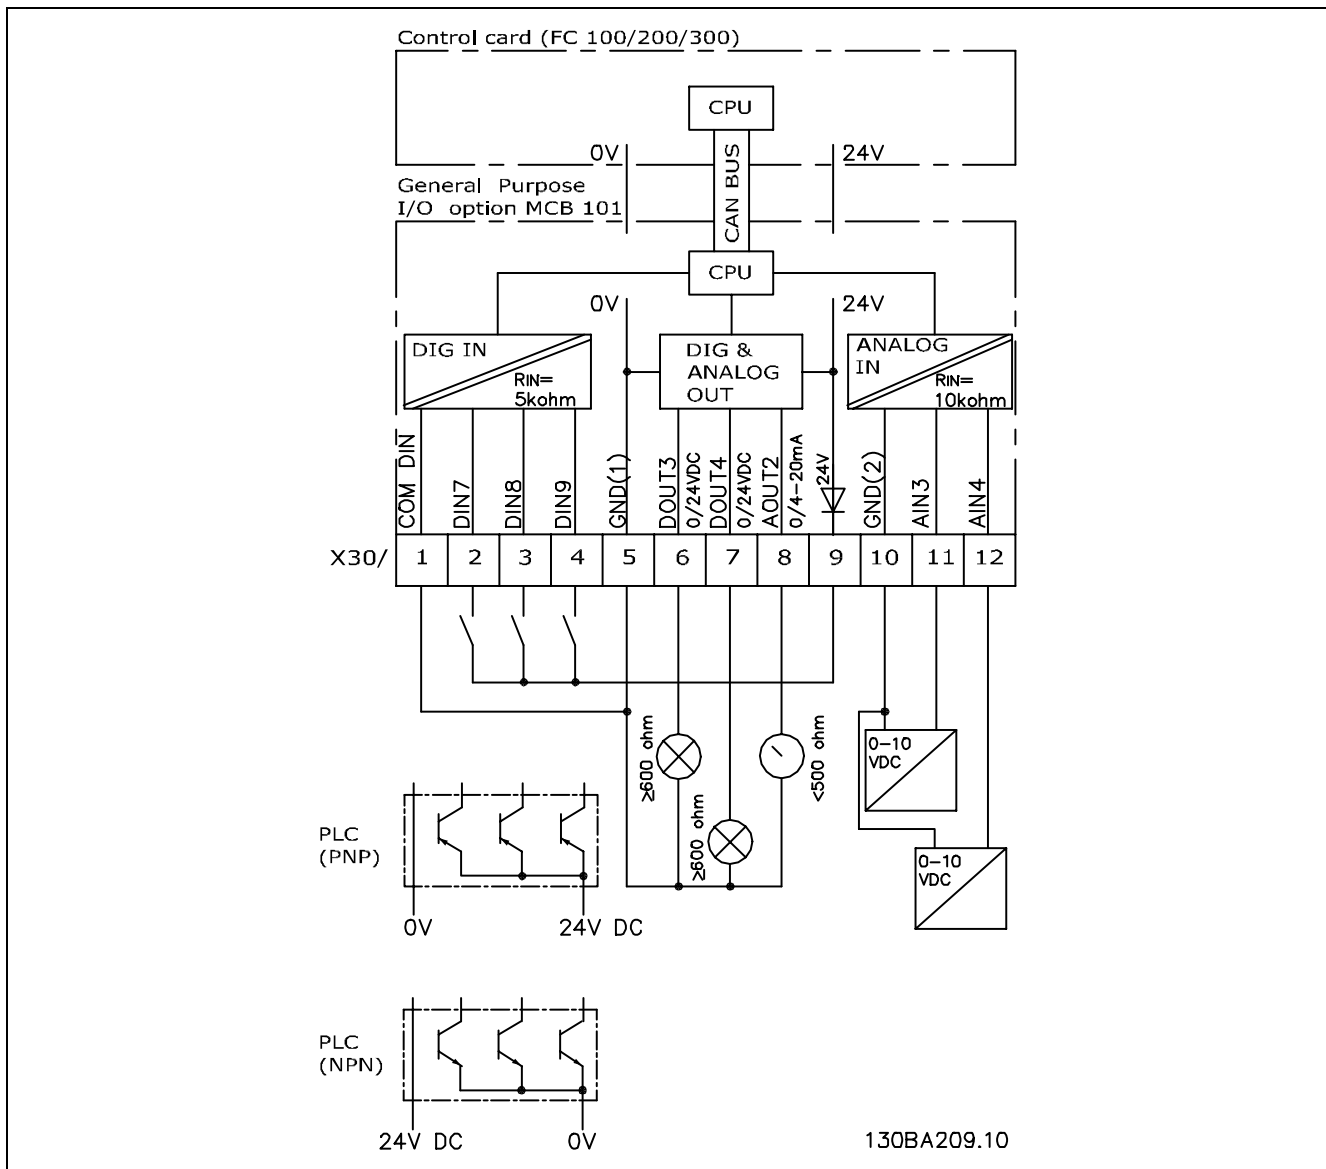 Control card (FC 100/200/300)
CPU
0V
24V
CAN BUS
General Purpose
I/O option MCB 101
CPU
0V
24V
DIG IN
RIN=
5kohm
DIG &
ANALOG
OUT
ANALOG
IN
RIN=
10kohm
COM DIN
DIN7
DIN8
DIN9
GND(1)
DOUT3
0/24VDC
DOUT4
0/24VDC
AOUT2
0/4-20mA
24V
GND(2)
AIN3
AIN4
X30/
1
2
3
4
5
6
7
8
9
10
11
12
≥600 ohm
≥600 ohm
<500 ohm
0-10
VDC
0-10
VDC
PLC
(PNP)
0V
24V DC
PLC
(NPN)
24V DC
0V
130BA209.10